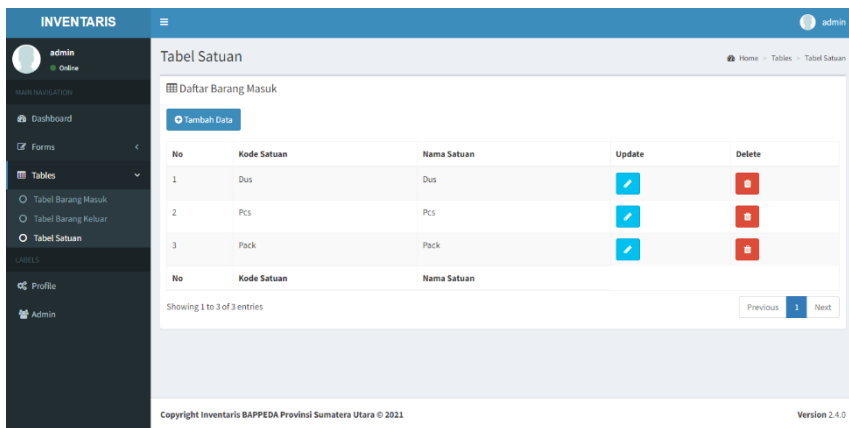 INVENTARIS
admin
admin
Online
MAIN NAVIGATION
Dashboard
Forms
Tables
Tabel Barang Masuk
Tabel Barang Keluar
Tabel Satuan
LABELS
Profile
Admin
Tabel Satuan
Home > Tables > Tabel Satuan
Daftar Barang Masuk
Tambah Data
No Kode Satuan Nama Satuan Update Delete
1 Dus Dus
2 Pcs Pcs
3 Pack Pack
No Kode Satuan Nama Satuan
Showing 1 to 3 of 3 entries
Previous 1 Next
Copyright Inventaris BAPPEDA Provinsi Sumatera Utara © 2021
Version 2.4.0